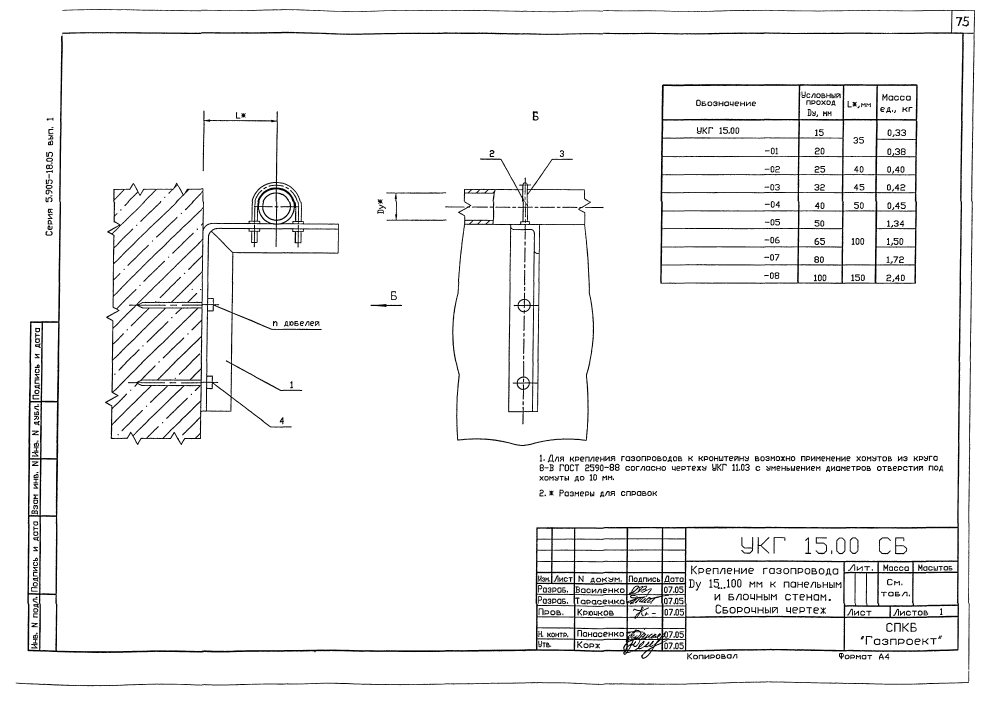 75
Серия 5.905-18.05 вып. 1
L*
Б
2
3
Dу*
Б
n дюбелей
1
4
Обозначение
Условный проход Dу, мм
L*,мм
Масса ед., кг
УКГ 15.00 15 35 0,33
-01 20 0,38
-02 25 40 0,40
-03 32 45 0,42
-04 40 50 0,45
-05 50 100 1,34
-06 65 1,50
-07 80 1,72
-08 100 150 2,40
1. Для крепления газопроводов к кронштейну возможно применение хомутов из круга
8-В ГОСТ 2590-88 согласно чертежу УКГ 11.03 с уменьшением диаметров отверстий под
хомуты до 10 мм.
2. * Размеры для справок
Инв. N подл. Подпись и дата Взам инв. N Инв. N дубл. Подпись и дата
УКГ 15.00 СБ
Изм. Лист N докум. Подпись Дата
Разраб. Василенко 07.05
Разраб. Тарасенко 07.05
Пров. Крючков 07.05
Н. контр. Панасенко 07.05
Утв. Корж 07.05
Крепление газопровода
Dу 15...100 мм к панельным
и блочным стенам.
Сборочный чертеж
Лит. Масса Масштаб
См. табл.
Лист Листов 1
СПКБ
"Газпроект"
Копировал
Формат А4